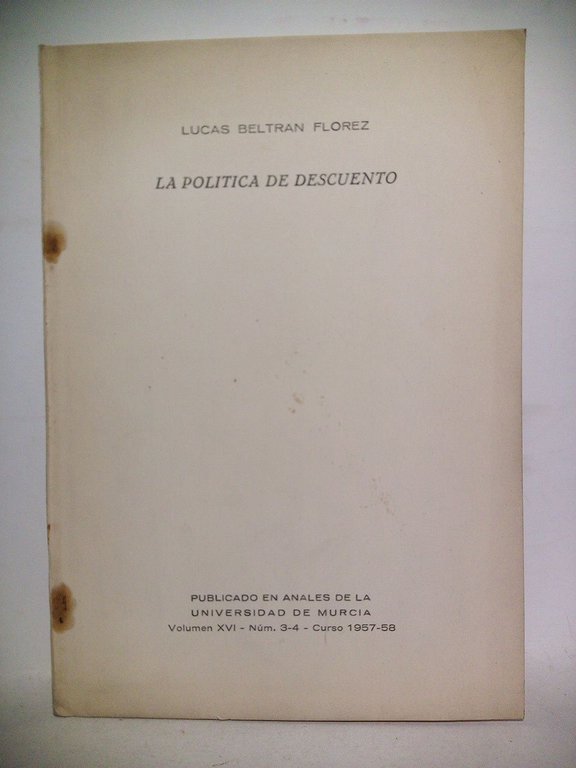 LUCAS BELTRAN FLOREZ
LA POLITICA DE DESCUENTO
PUBLICADO EN ANALES DE LA
UNIVERSIDAD DE MURCIA
Volumen XVI - Núm. 3-4 - Curso 1957-58